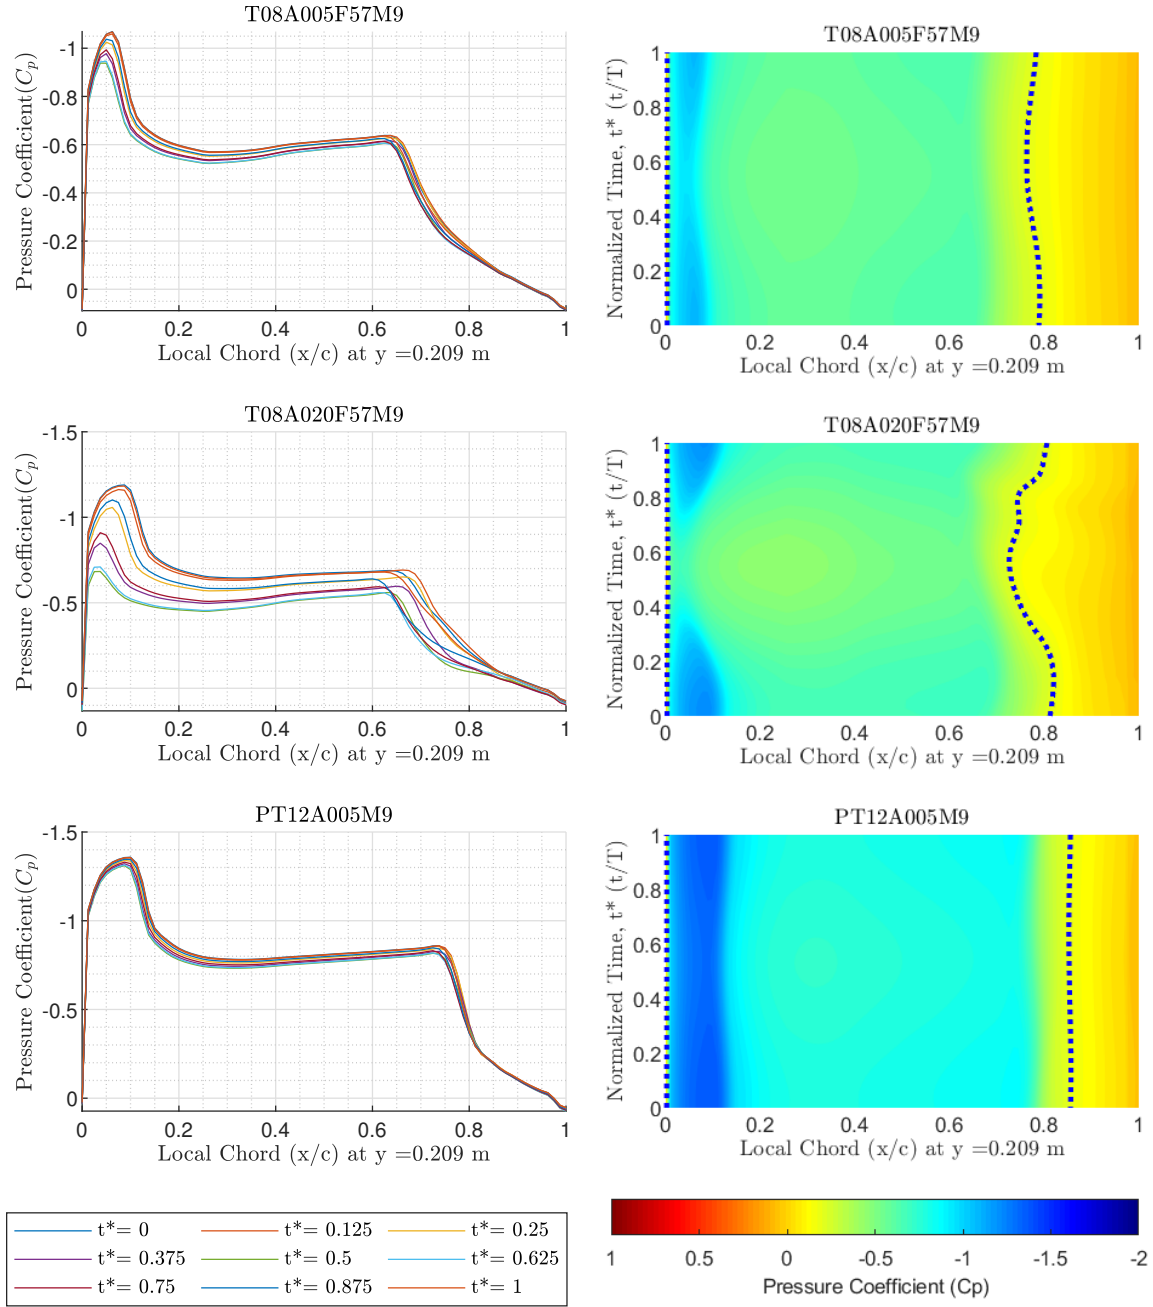 T08A005F57M9
Pressure Coefficient(Cp)
-1
-0.8
-0.6
-0.4
-0.2
0
0 0.2 0.4 0.6 0.8 1
Local Chord (x/c) at y =0.209 m
T08A005F57M9
Normalized Time, t* (t/T)
1
0.8
0.6
0.4
0.2
0
0 0.2 0.4 0.6 0.8 1
Local Chord (x/c) at y =0.209 m
T08A020F57M9
Pressure Coefficient(Cp)
-1.5
-1
-0.5
0
0 0.2 0.4 0.6 0.8 1
Local Chord (x/c) at y =0.209 m
T08A020F57M9
Normalized Time, t* (t/T)
1
0.8
0.6
0.4
0.2
0
0 0.2 0.4 0.6 0.8 1
Local Chord (x/c) at y =0.209 m
PT12A005M9
Pressure Coefficient(Cp)
-1.5
-1
-0.5
0
0 0.2 0.4 0.6 0.8 1
Local Chord (x/c) at y =0.209 m
PT12A005M9
Normalized Time, t* (t/T)
1
0.8
0.6
0.4
0.2
0
0 0.2 0.4 0.6 0.8 1
Local Chord (x/c) at y =0.209 m
t*= 0 t*= 0.125 t*= 0.25
t*= 0.375 t*= 0.5 t*= 0.625
t*= 0.75 t*= 0.875 t*= 1
1 0.5 0 -0.5 -1 -1.5 -2
Pressure Coefficient (Cp)